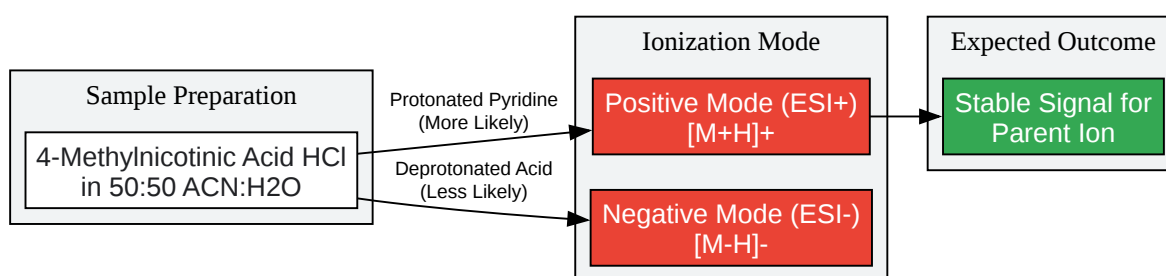 Sample Preparation
4-Methylnicotinic Acid HCl
in 50:50 ACN:H2O
Protonated Pyridine
(More Likely)
Deprotonated Acid
(Less Likely)
Ionization Mode
Positive Mode (ESI+)
[M+H]+
Negative Mode (ESI-)
[M-H]-
Expected Outcome
Stable Signal for
Parent Ion